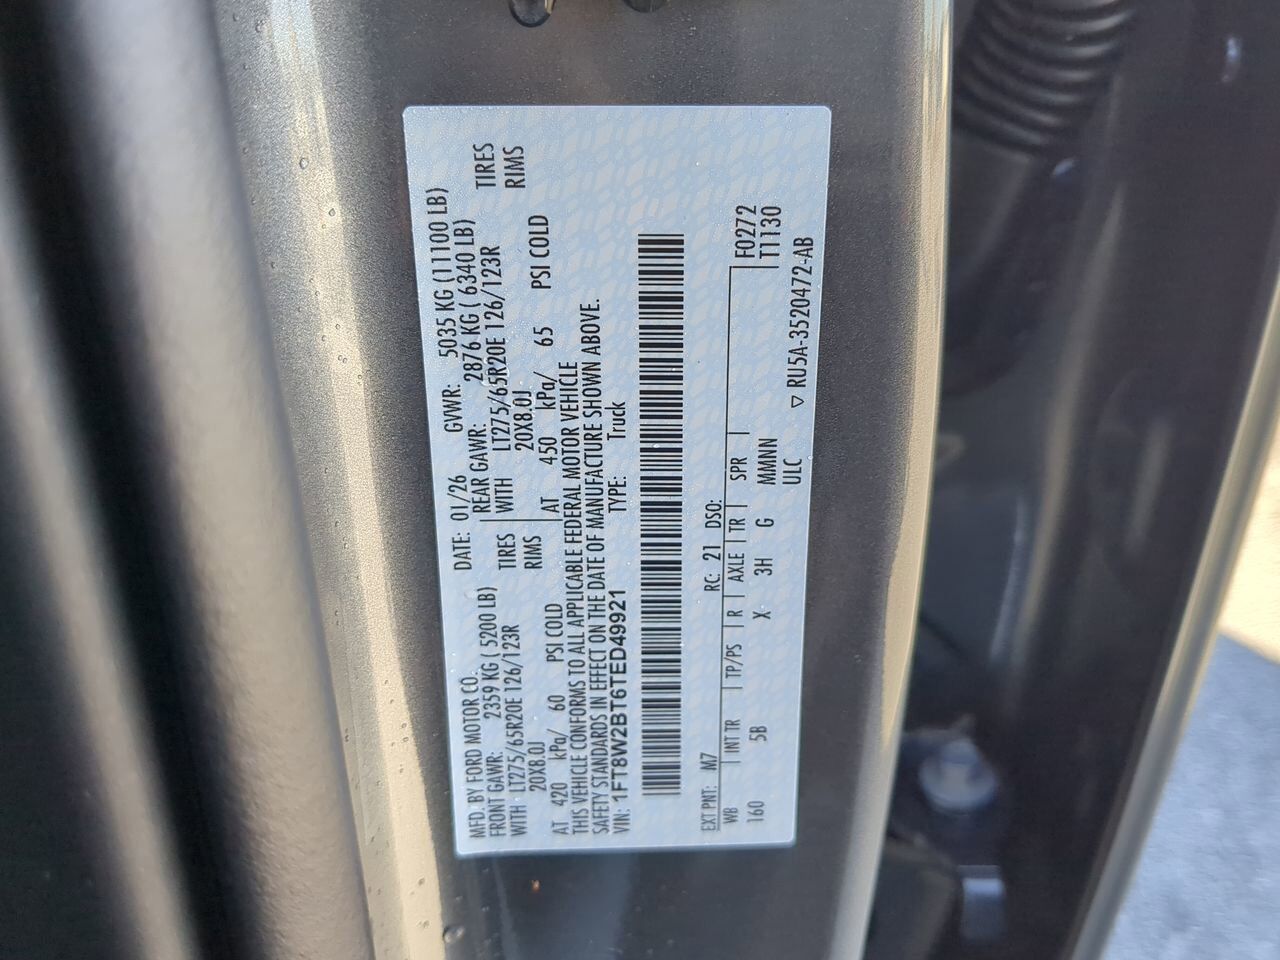 MFD. BY FORD MOTOR CO. DATE: 01/26 GVWR: 5035 KG (11100 LB)
FRONT GAWR: 2359 KG ( 5200 LB) REAR GAWR: 2876 KG ( 6340 LB)
WITH LT275/65R20E 126/123R TIRES WITH LT275/65R20E 126/123R TIRES
20X8.0J RIMS 20X8.0J RIMS
AT 420 kPa/ 60 PSI COLD AT 450 kPa/ 65 PSI COLD
THIS VEHICLE CONFORMS TO ALL APPLICABLE FEDERAL MOTOR VEHICLE
SAFETY STANDARDS IN EFFECT ON THE DATE OF MANUFACTURE SHOWN ABOVE.
VIN: 1FT8W2BT6TED49921 TYPE: Truck
EXT PNT: M7 RC: 21 DSO: F0272
WB INT TR TP/PS R AXLE TR SPR T1130
160 5B X 3H G MMNN
ULC ▽ RU5A-3520472-AB